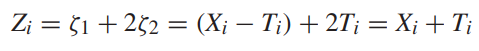 Zᵢ = ζ1 + 2ζ2 = (Xᵢ − Tᵢ) + 2Tᵢ = Xᵢ + Tᵢ